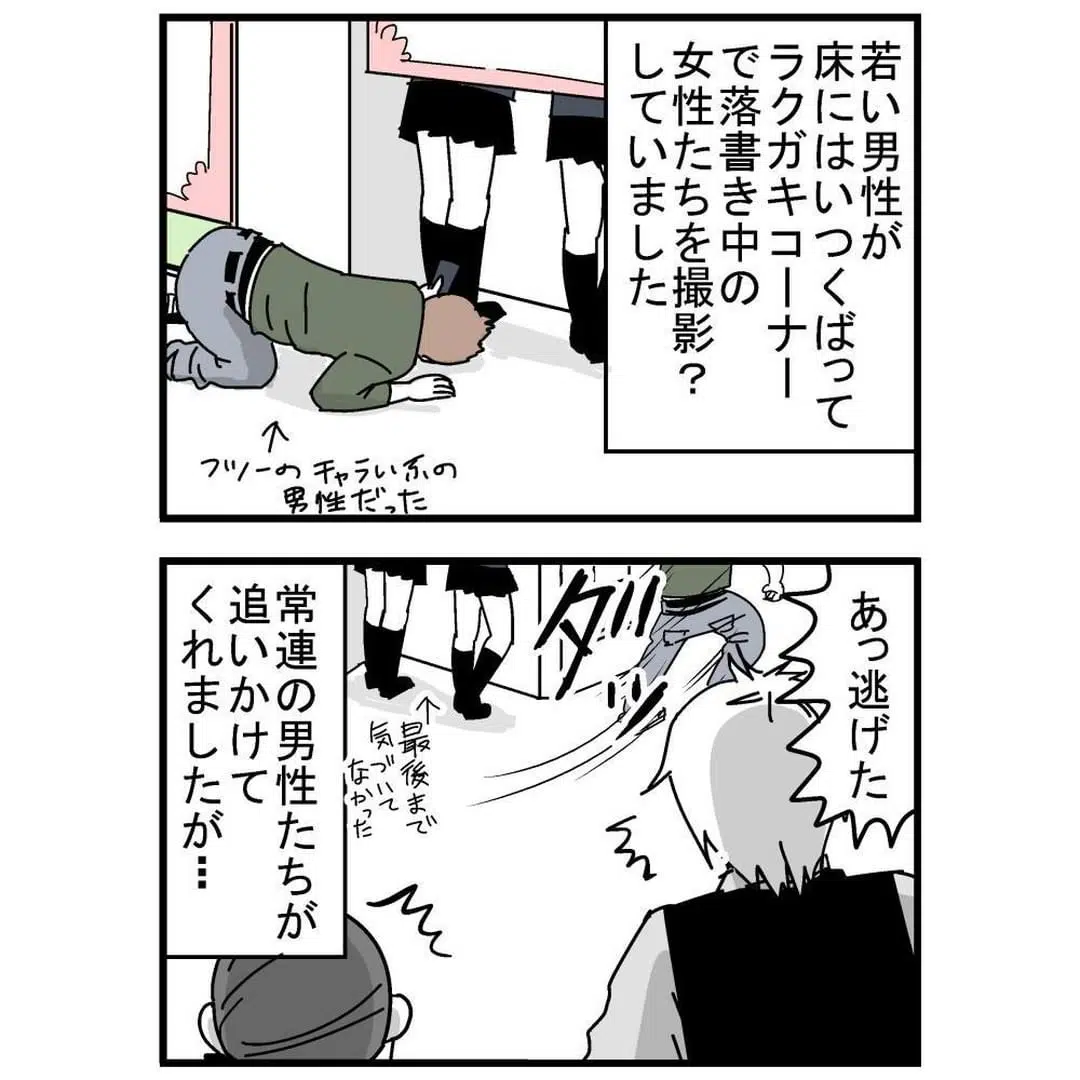 若い男性が
床にはいつくばって
ラクガキコーナー
で落書き中の
女性たちを撮影?
していました
フツーの チャラい系の
男性だった
あっ逃げた
ダッ
最後まで
気づいて
なかった
常連の男性たちが
追いかけて
くれましたが…